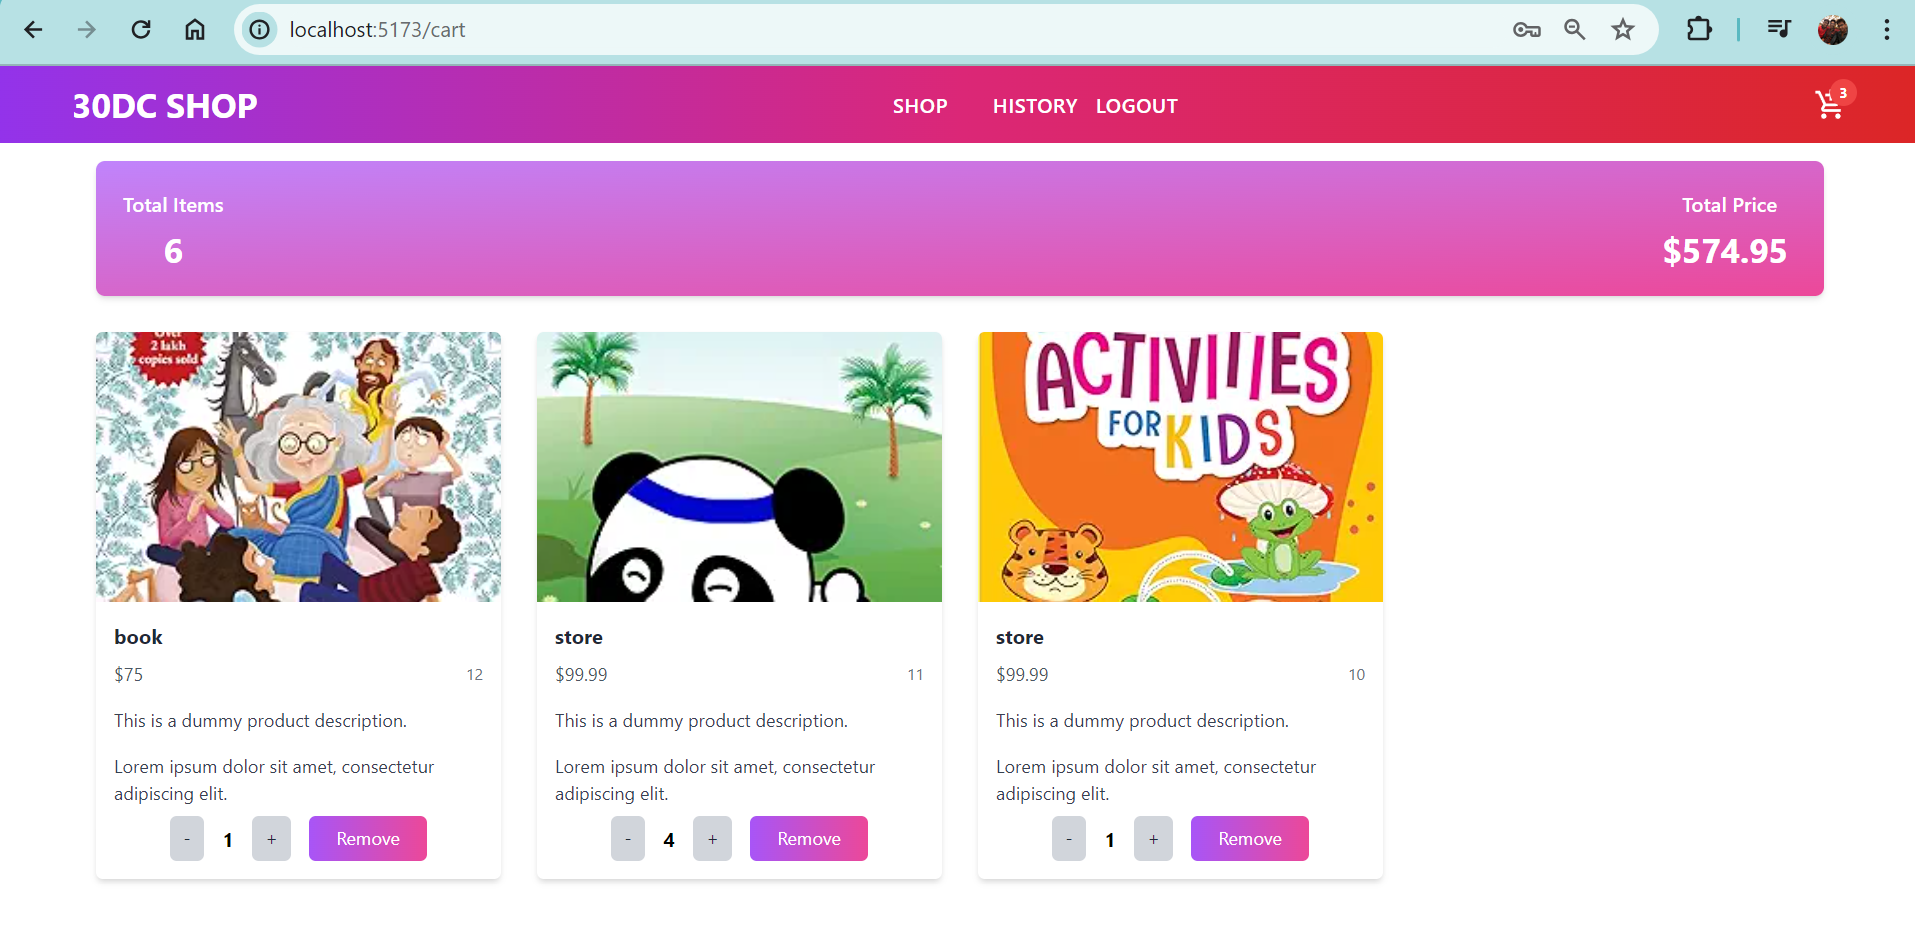 localhost:5173/cart
30DC SHOP
SHOP
HISTORY
LOGOUT
3
Total Items
6
Total Price
$574.95
Over
2 lakh
copies sold
ACTIVITIES
FOR KIDS
book
$75
12
This is a dummy product description.
Lorem ipsum dolor sit amet, consectetur
adipiscing elit.
-
1
+
Remove
store
$99.99
11
This is a dummy product description.
Lorem ipsum dolor sit amet, consectetur
adipiscing elit.
-
4
+
Remove
store
$99.99
10
This is a dummy product description.
Lorem ipsum dolor sit amet, consectetur
adipiscing elit.
-
1
+
Remove